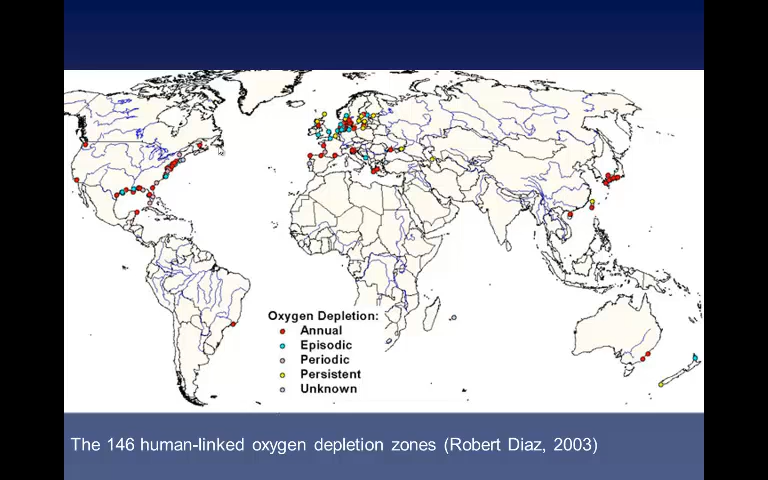 Oxygen Depletion:
Annual
Episodic
Periodic
Persistent
Unknown
The 146 human-linked oxygen depletion zones (Robert Diaz, 2003)